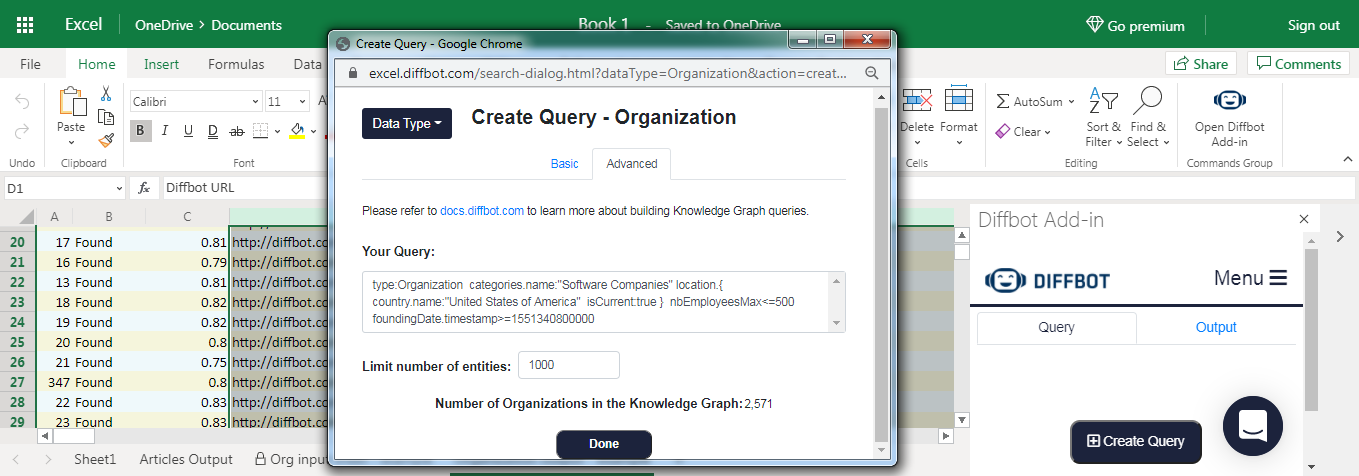 Excel OneDrive > Documents Book 1 - Saved to OneDrive Go premium Sign out
File Home Insert Formulas Data Share Comments
Calibri 11 A
Paste B I U D ab
Undo Clipboard Font
Delete Format AutoSum Clear Sort & Filter Find & Select Open Diffbot Add-in
Cells Editing Commands Group
D1 fx Diffbot URL
A B C
20 17 Found 0.81 http://diffbot.co
21 16 Found 0.79 http://diffbot.co
22 13 Found 0.81 http://diffbot.co
23 18 Found 0.82 http://diffbot.co
24 19 Found 0.82 http://diffbot.co
25 20 Found 0.8 http://diffbot.co
26 21 Found 0.75 http://diffbot.co
27 347 Found 0.8 http://diffbot.co
28 22 Found 0.83 http://diffbot.co
29 23 Found 0.83 http://diffbot.co
Sheet1 Articles Output Org inpu
Create Query - Google Chrome
excel.diffbot.com/search-dialog.html?dataType=Organization&action=creat...
Data Type Create Query - Organization
Basic Advanced
Please refer to docs.diffbot.com to learn more about building Knowledge Graph queries.
Your Query:
type:Organization categories.name:"Software Companies" location.{
country.name:"United States of America" isCurrent:true } nbEmployeesMax<=500
foundingDate.timestamp>=1551340800000
Limit number of entities: 1000
Number of Organizations in the Knowledge Graph:2,571
Done
Diffbot Add-in
DIFFBOT Menu
Query Output
Create Query